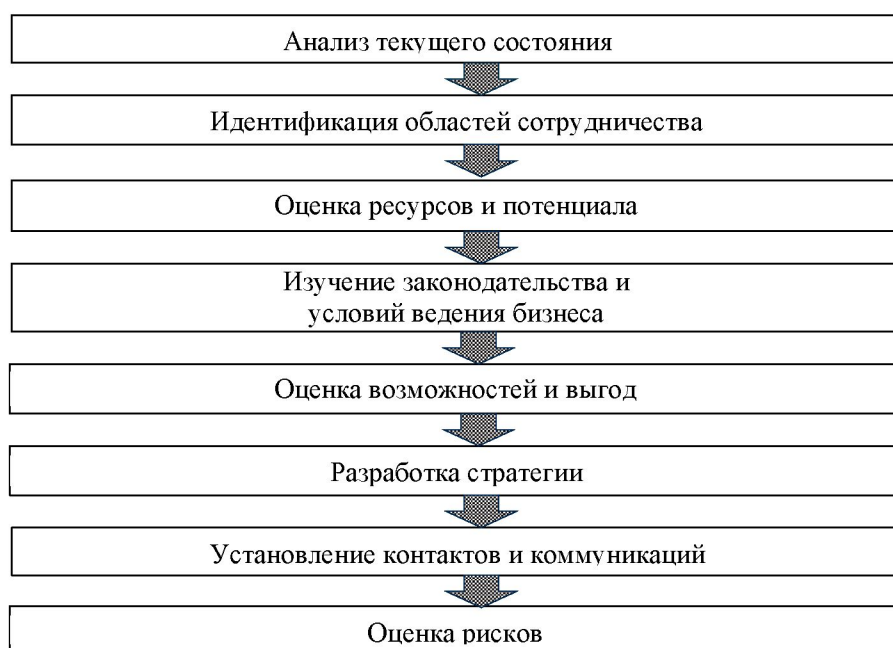 Анализ текущего состояния
Идентификация областей сотрудничества
Оценка ресурсов и потенциала
Изучение законодательства и
условий ведения бизнеса
Оценка возможностей и выгод
Разработка стратегии
Установление контактов и коммуникаций
Оценка рисков